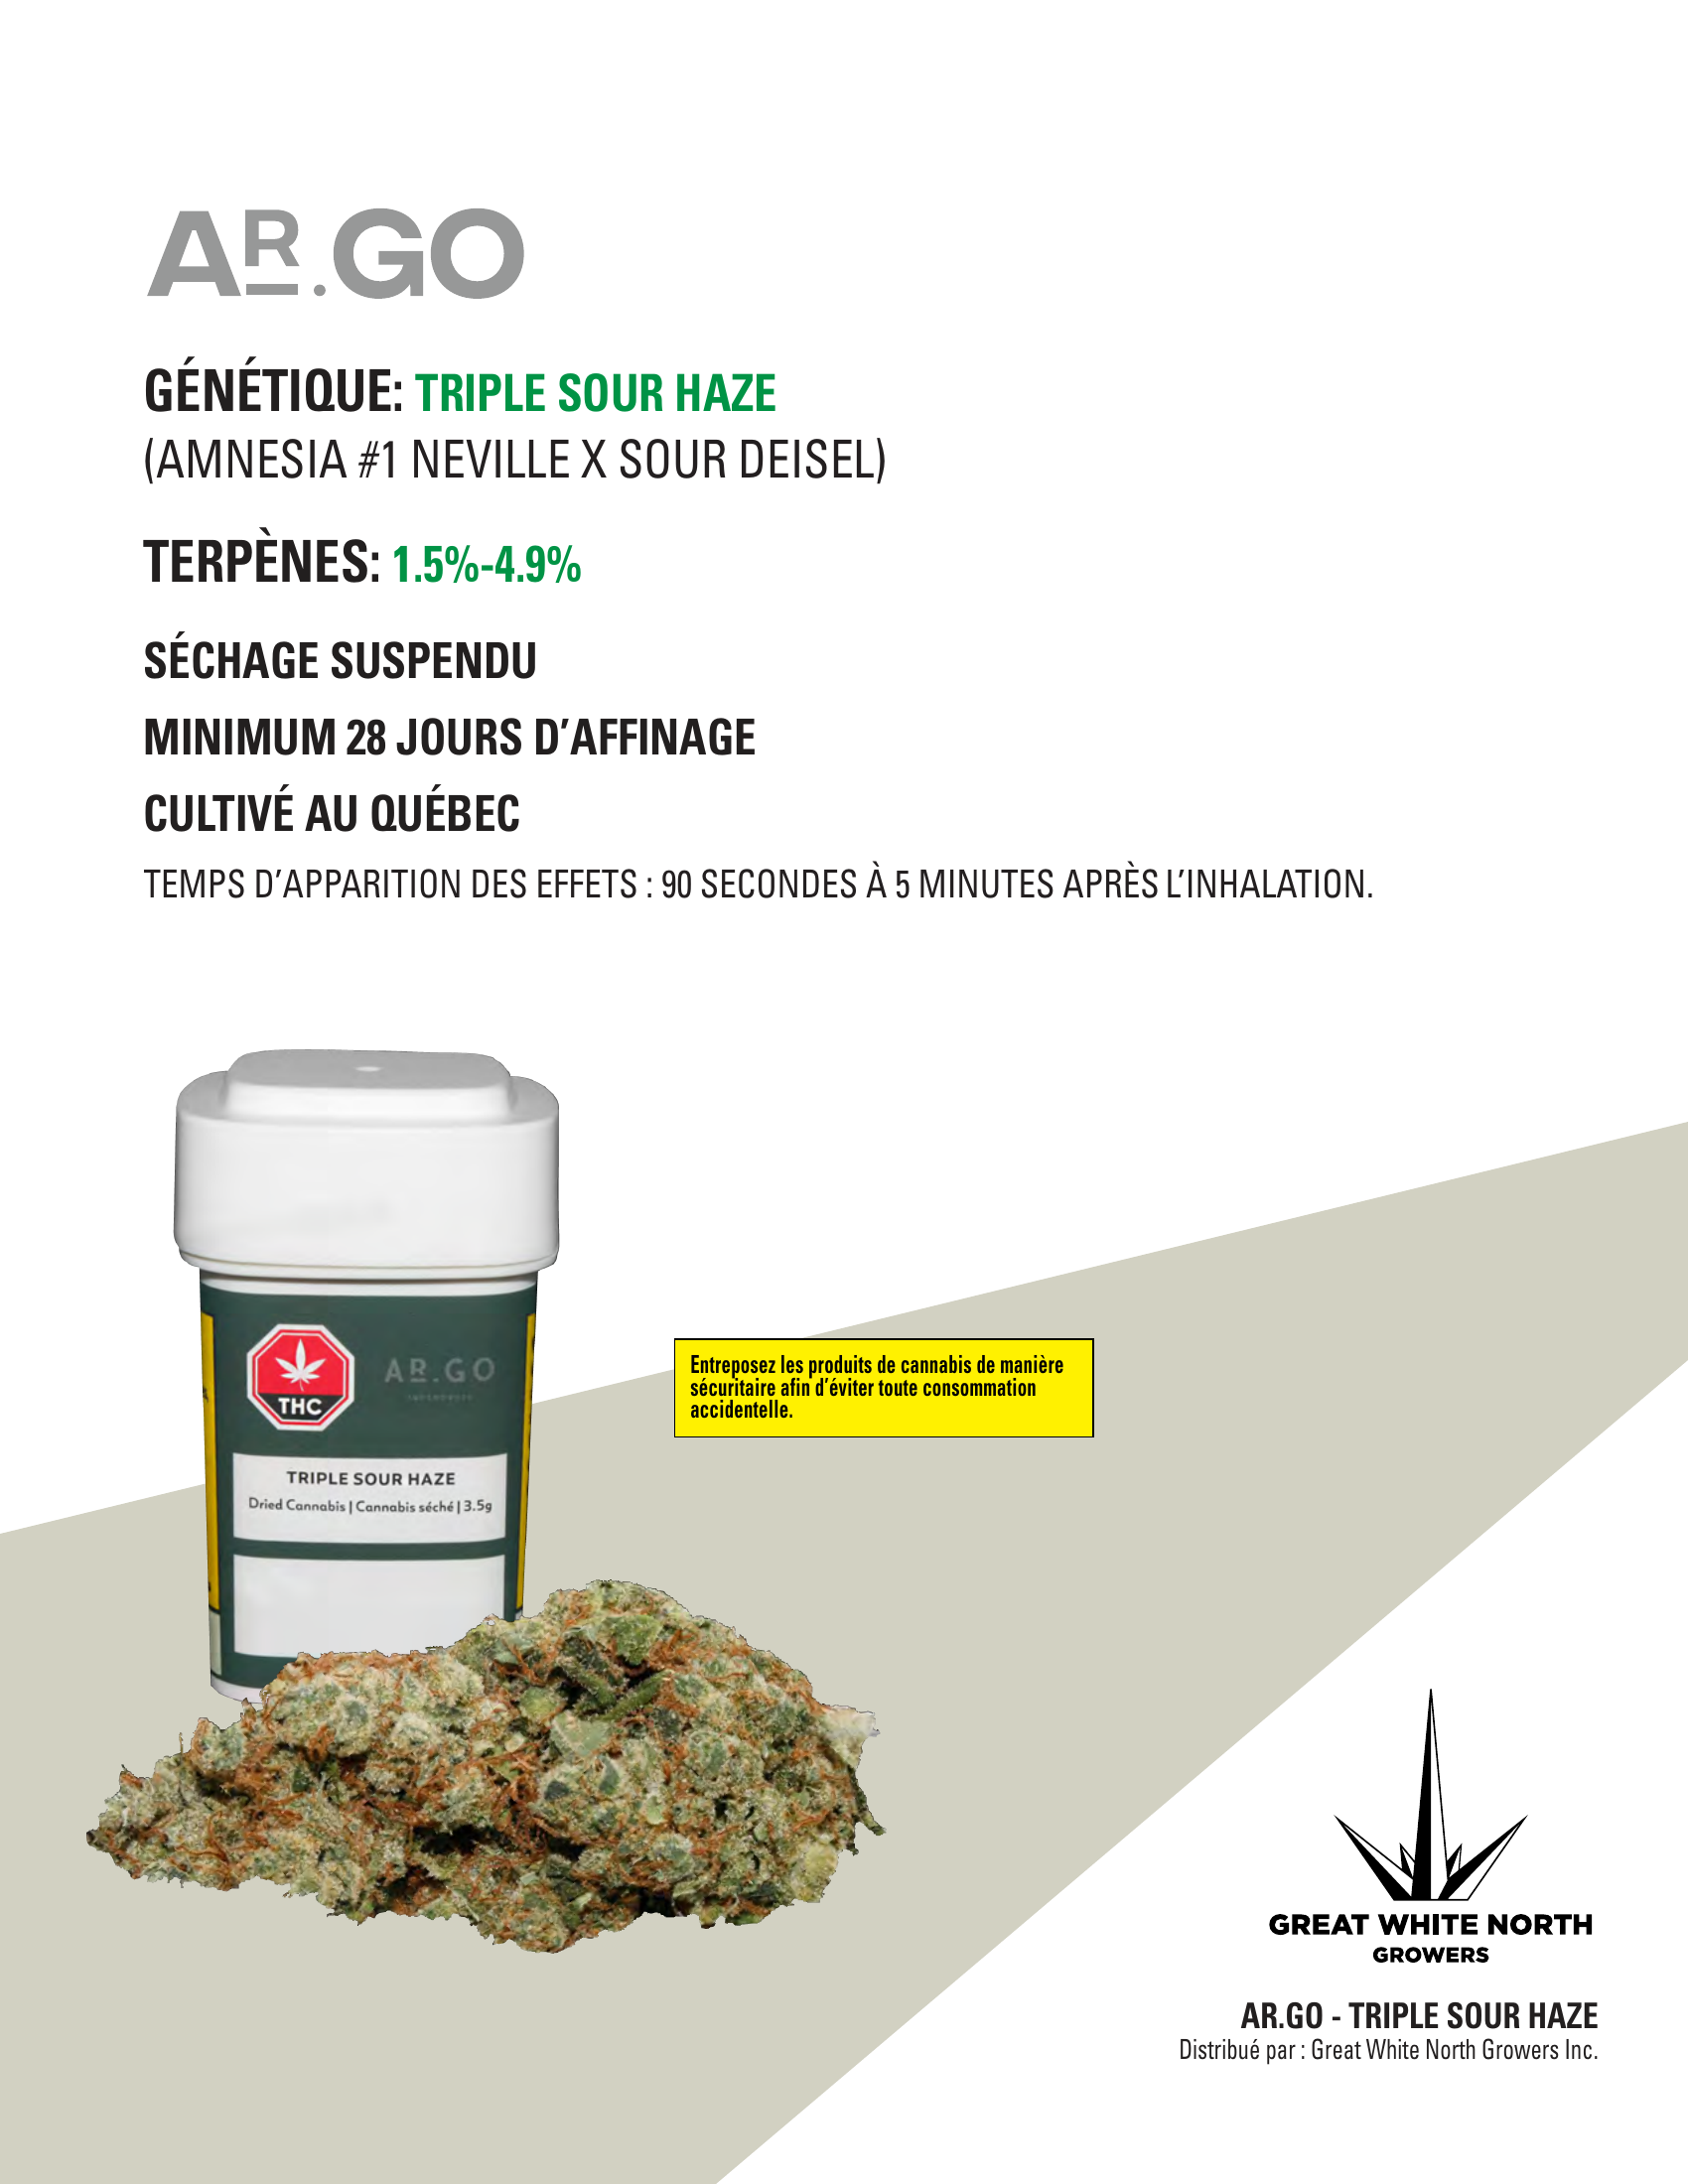 AR.GO
GÉNÉTIQUE: TRIPLE SOUR HAZE
(AMNESIA #1 NEVILLE X SOUR DEISEL)
TERPÈNES: 1.5%-4.9%
SÉCHAGE SUSPENDU
MINIMUM 28 JOURS D’AFFINAGE
CULTIVÉ AU QUÉBEC
TEMPS D’APPARITION DES EFFETS : 90 SECONDES À 5 MINUTES APRÈS L’INHALATION.
THC
AR.GO
TRIPLE SOUR HAZE
Dried Cannabis | Cannabis séché | 3.5g
Entreposez les produits de cannabis de manière
sécuritaire afin d’éviter toute consommation
accidentelle.
GREAT WHITE NORTH
GROWERS
AR.GO - TRIPLE SOUR HAZE
Distribué par : Great White North Growers Inc.